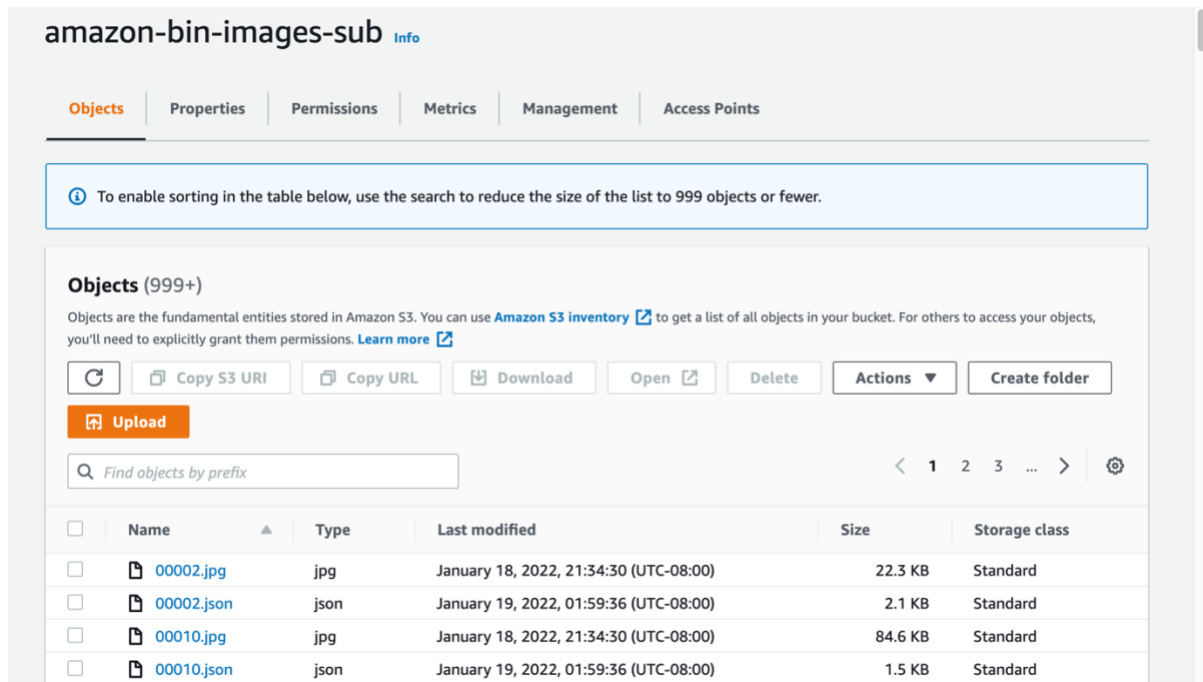 amazon-bin-images-sub Info
Objects Properties Permissions Metrics Management Access Points
To enable sorting in the table below, use the search to reduce the size of the list to 999 objects or fewer.
Objects (999+)
Objects are the fundamental entities stored in Amazon S3. You can use Amazon S3 inventory to get a list of all objects in your bucket. For others to access your objects,
you'll need to explicitly grant them permissions. Learn more
Copy S3 URI Copy URL Download Open Delete Actions Create folder
Upload
Find objects by prefix 1 2 3 ...
Name Type Last modified Size Storage class
00002.jpg jpg January 18, 2022, 21:34:30 (UTC-08:00) 22.3 KB Standard
00002.json json January 19, 2022, 01:59:36 (UTC-08:00) 2.1 KB Standard
00010.jpg jpg January 18, 2022, 21:34:30 (UTC-08:00) 84.6 KB Standard
00010.json json January 19, 2022, 01:59:36 (UTC-08:00) 1.5 KB Standard